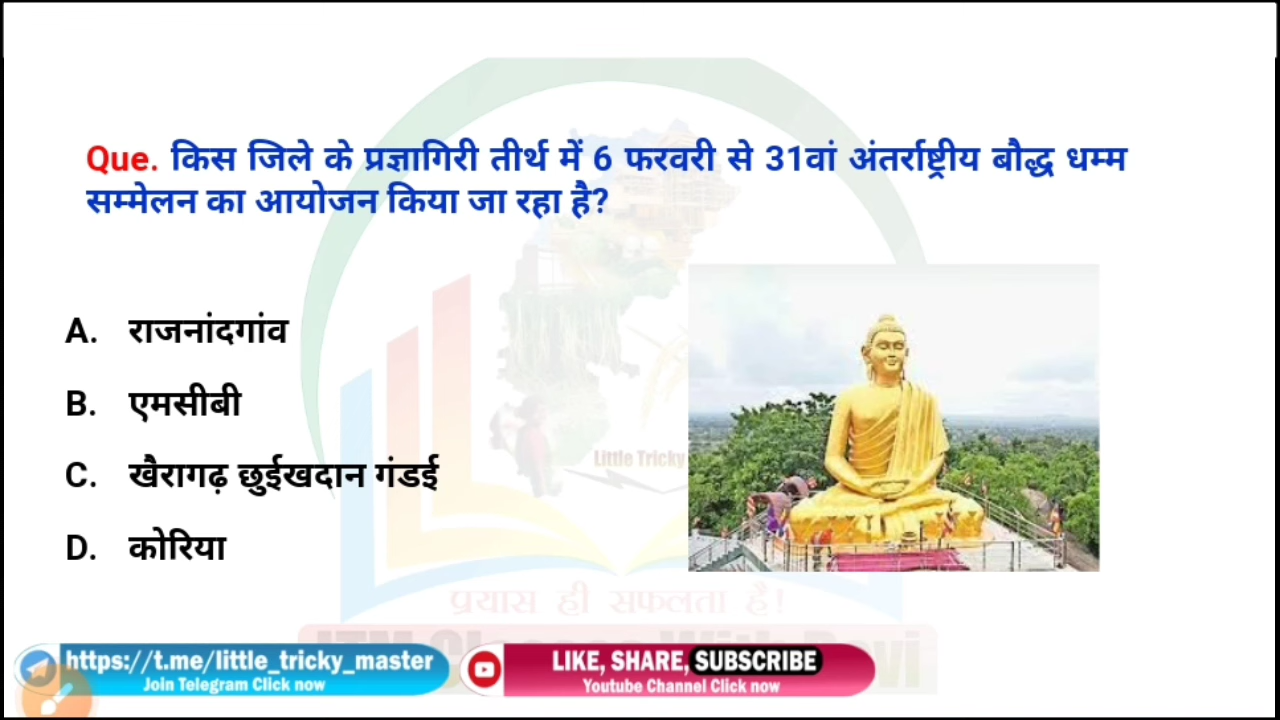 Que. किस जिले के प्रज्ञागिरी तीर्थ में 6 फरवरी से 31वां अंतर्राष्ट्रीय बौद्ध धम्म
सम्मेलन का आयोजन किया जा रहा है?
A. राजनांदगांव
B. एमसीबी
C. खैरागढ़ छुईखदान गंडई
D. कोरिया
Little Tricky
प्रयास ही सफलता है!
https://t.me/little_tricky_master
Join Telegram Click now
LIKE, SHARE, SUBSCRIBE
Youtube Channel Click now